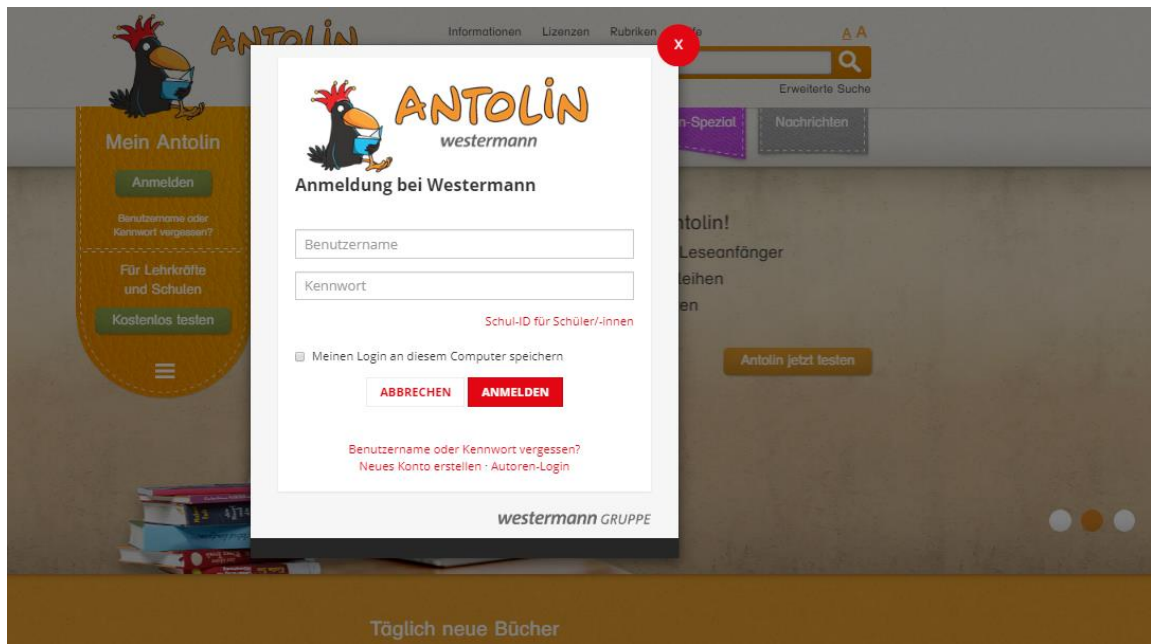 ANTOLIN
Informationen Lizenzen Rubriken
A A
X
Erweiterte Suche
n-Spezial
Nachrichten
Mein Antolin
Anmelden
Benutzername oder
Kennwort vergessen?
Für Lehrkräfte
und Schulen
Kostenlos testen
ANTOLIN
westermann
Anmeldung bei Westermann
Benutzername
Kennwort
Schul-ID für Schüler/-innen
Meinen Login an diesem Computer speichern
ABBRECHEN ANMELDEN
Benutzername oder Kennwort vergessen?
Neues Konto erstellen · Autoren-Login
westermann GRUPPE
ntolin!
Leseanfänger
leihen
en
Antolin jetzt testen
Täglich neue Bücher